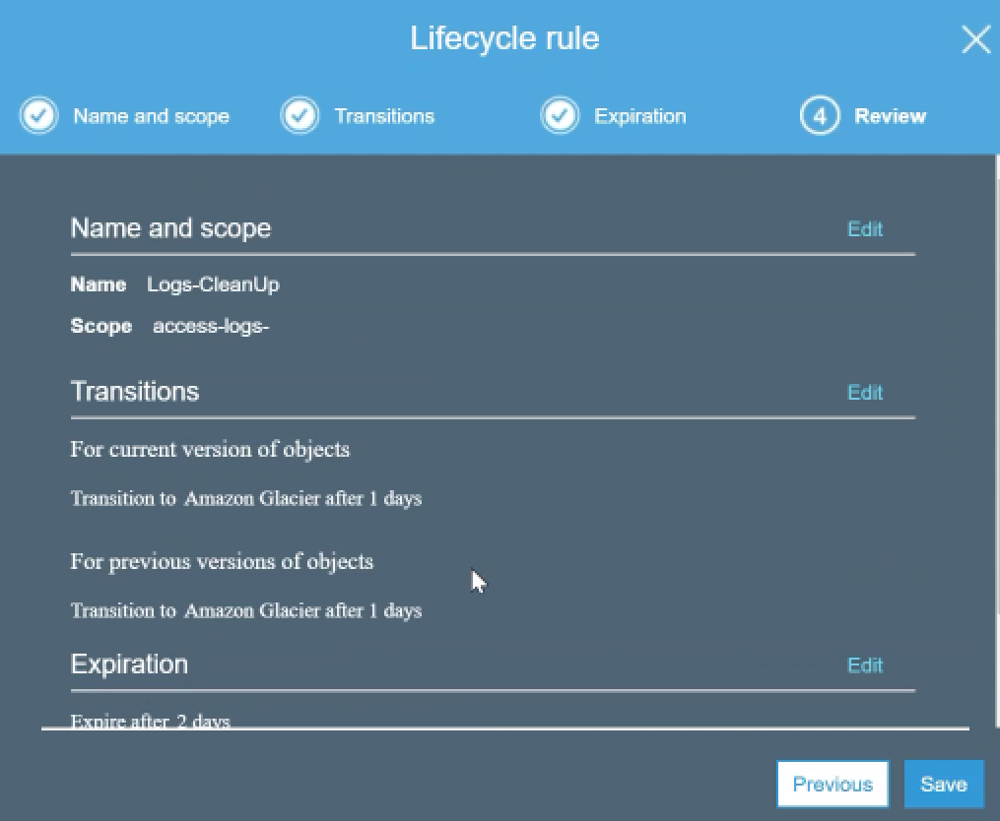 Lifecycle rule
Name and scope
Transitions
Expiration
4 Review
Name and scope Edit
Name Logs-CleanUp
Scope access-logs-
Transitions Edit
For current version of objects
Transition to Amazon Glacier after 1 days
For previous versions of objects
Transition to Amazon Glacier after 1 days
Expiration Edit
Expire after 2 days
Previous Save